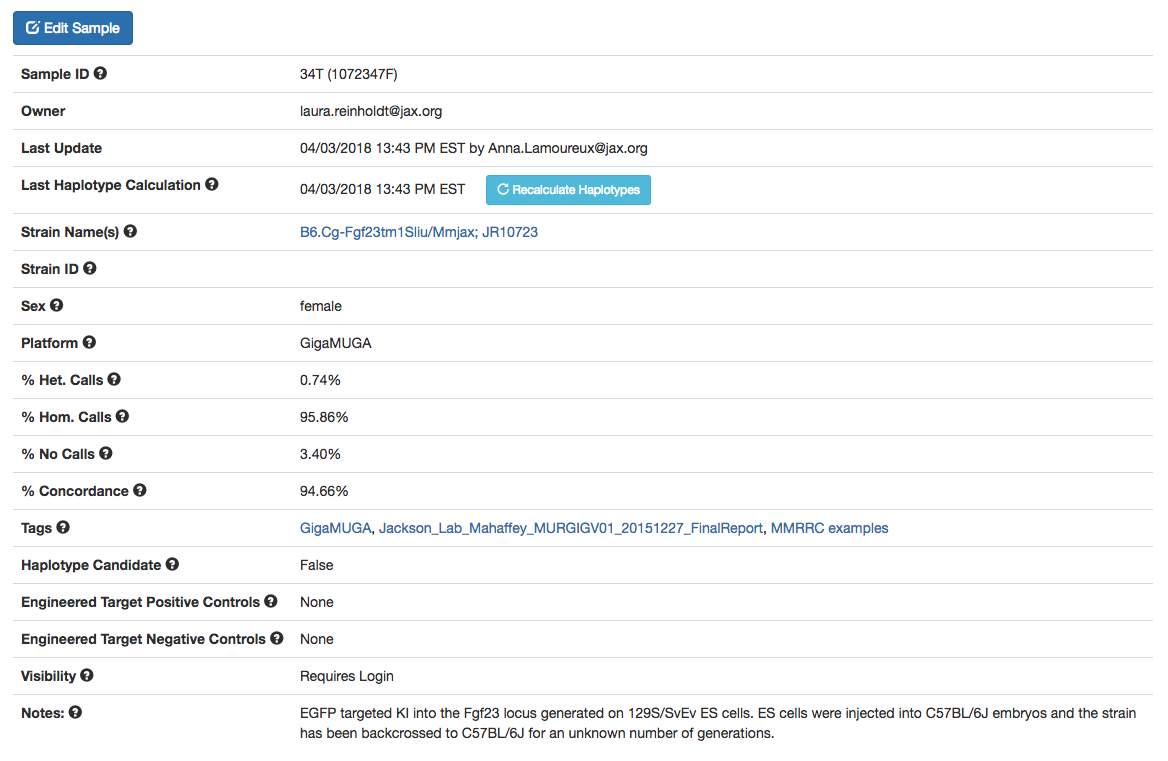 Edit Sample
Sample ID 34T (1072347F)
Owner laura.reinholdt@jax.org
Last Update 04/03/2018 13:43 PM EST by Anna.Lamoureux@jax.org
Last Haplotype Calculation 04/03/2018 13:43 PM EST Recalculate Haplotypes
Strain Name(s) B6.Cg-Fgf23tm1Sliu/Mmjax; JR10723
Strain ID
Sex female
Platform GigaMUGA
% Het. Calls 0.74%
% Hom. Calls 95.86%
% No Calls 3.40%
% Concordance 94.66%
Tags GigaMUGA, Jackson_Lab_Mahaffey_MURGIGV01_20151227_FinalReport, MMRRC examples
Haplotype Candidate False
Engineered Target Positive Controls None
Engineered Target Negative Controls None
Visibility Requires Login
Notes: EGFP targeted KI into the Fgf23 locus generated on 129S/SvEv ES cells. ES cells were injected into C57BL/6J embryos and the strain
has been backcrossed to C57BL/6J for an unknown number of generations.